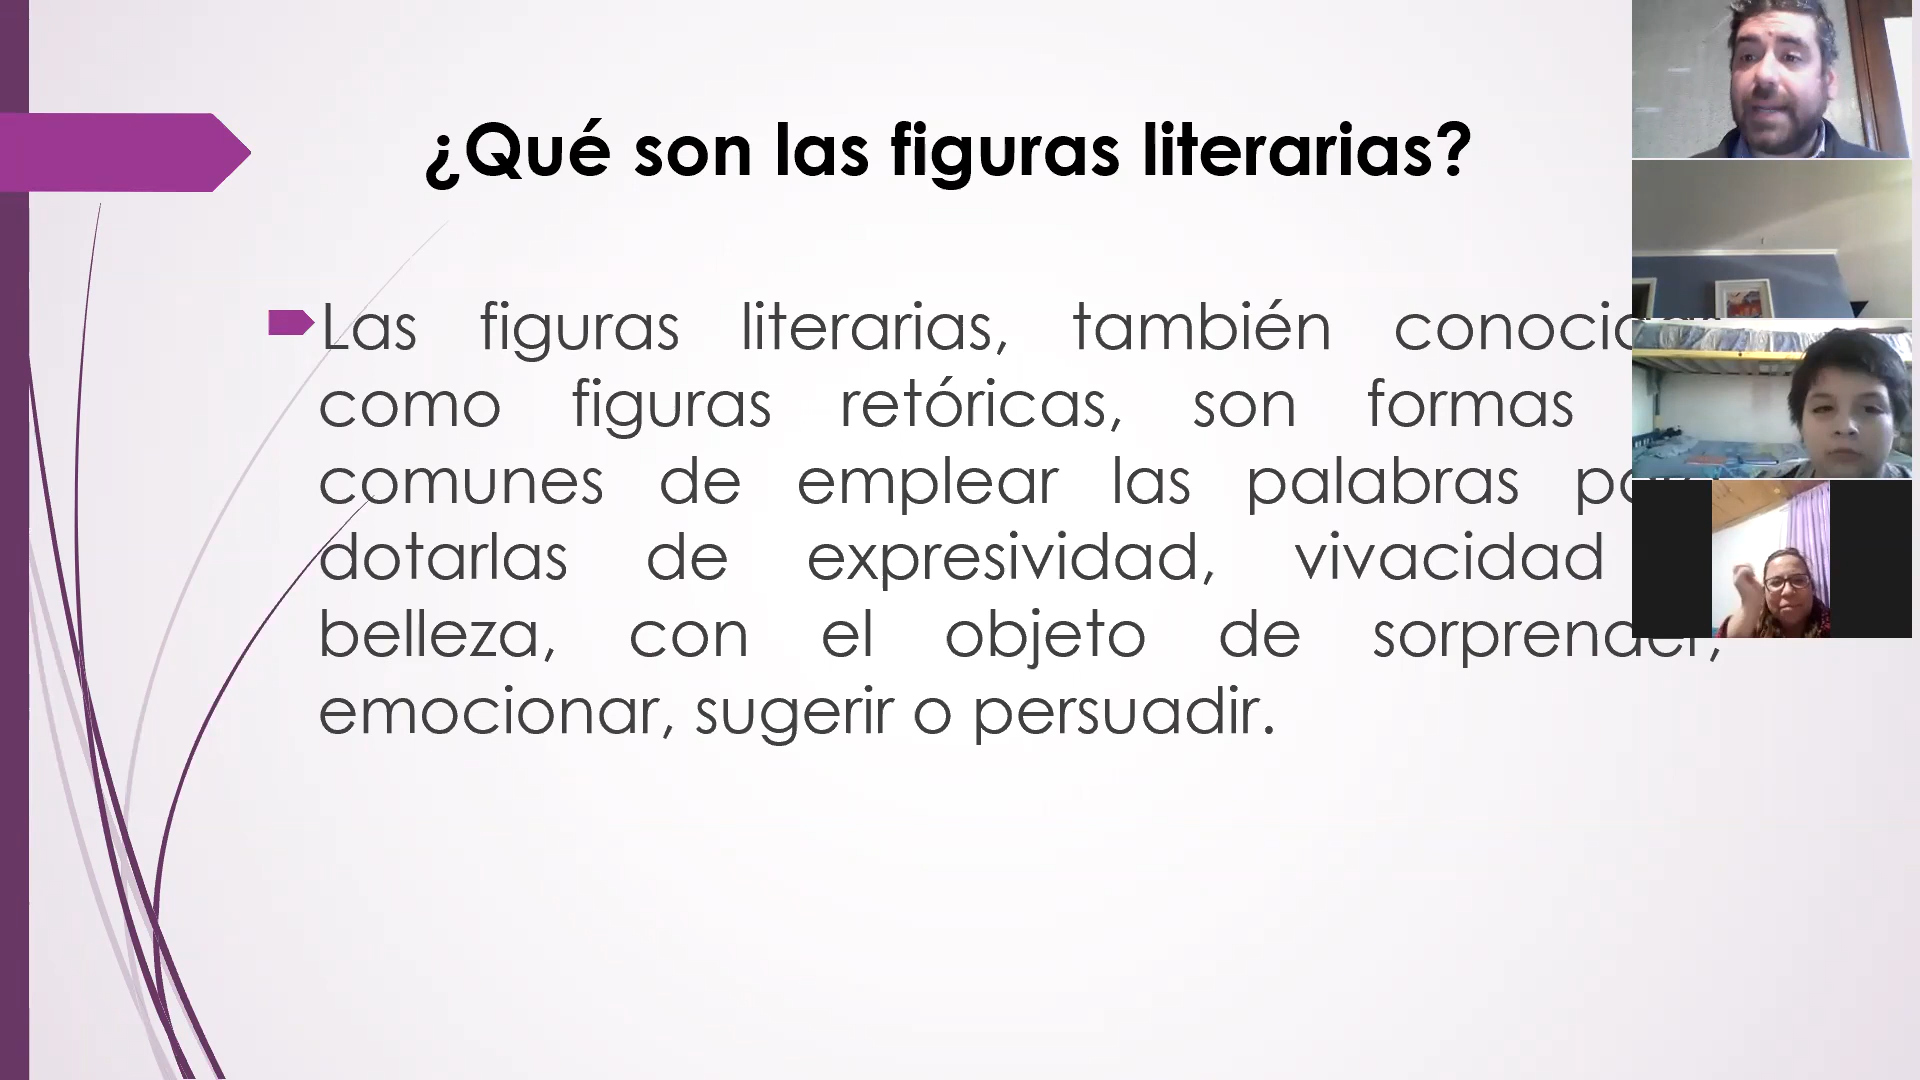 ¿Qué son las figuras literarias?
Las figuras literarias, también
como figuras retóricas, son formas
comunes de emplear las palabras
dotarlas de expresividad, vivacidad
belleza, con el objeto de sorprender,
emocionar, sugerir o persuadir.